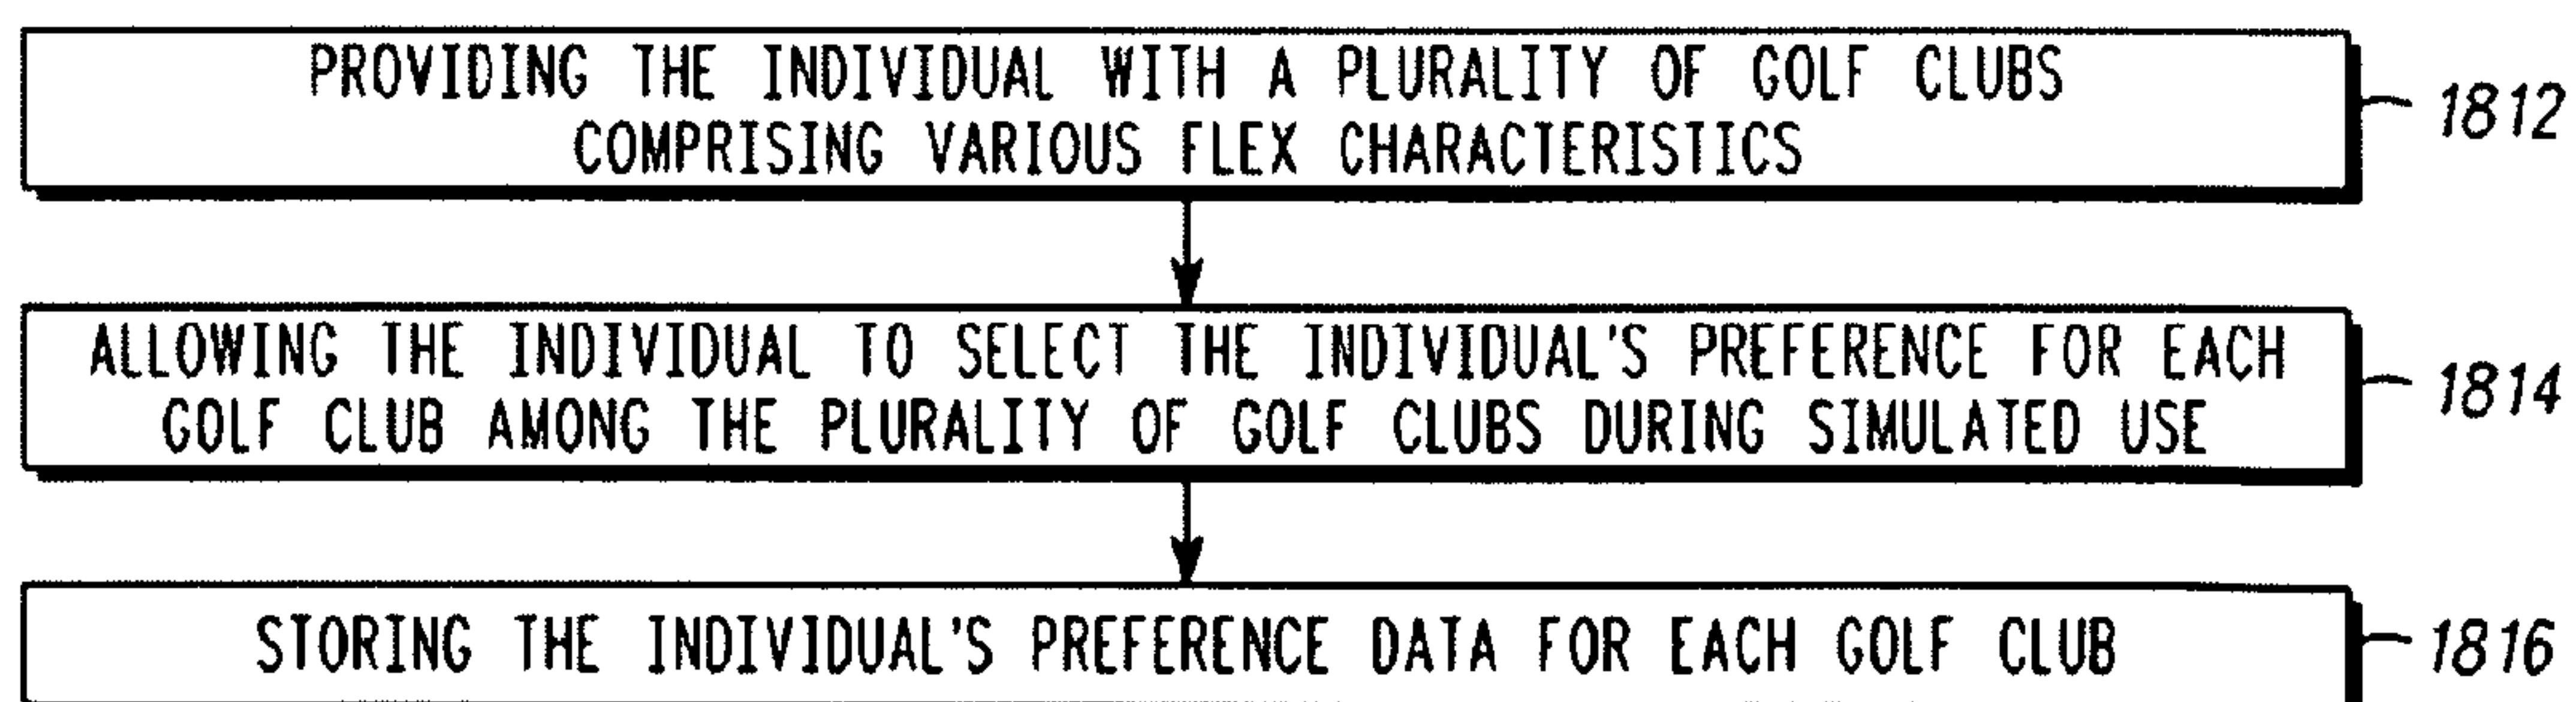 PROVIDING THE INDIVIDUAL WITH A PLURALITY OF GOLF CLUBS
COMPRISING VARIOUS FLEX CHARACTERISTICS
1812
ALLOWING THE INDIVIDUAL TO SELECT THE INDIVIDUAL'S PREFERENCE FOR EACH
GOLF CLUB AMONG THE PLURALITY OF GOLF CLUBS DURING SIMULATED USE
1814
STORING THE INDIVIDUAL'S PREFERENCE DATA FOR EACH GOLF CLUB
1816